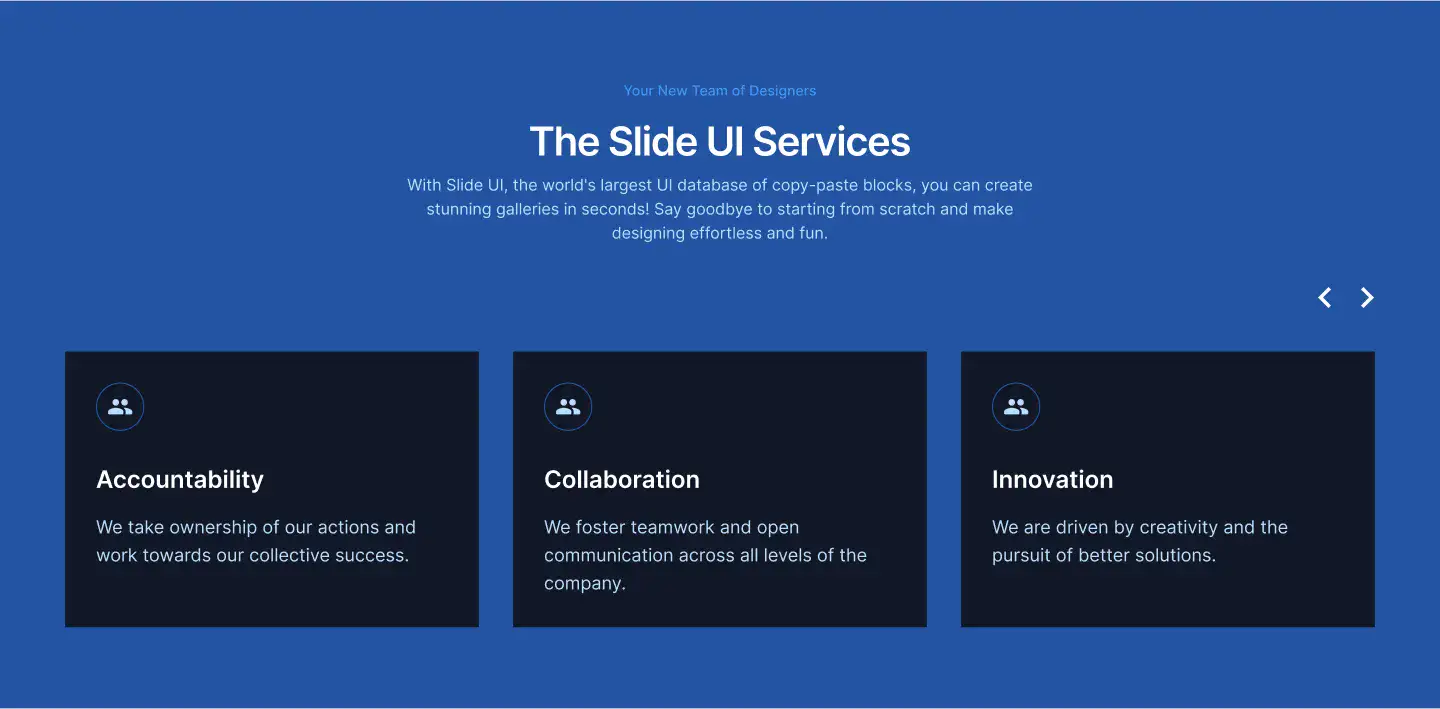 Your New Team of Designers
The Slide UI Services
With Slide UI, the world's largest UI database of copy-paste blocks, you can create
stunning galleries in seconds! Say goodbye to starting from scratch and make
designing effortless and fun.
Accountability
We take ownership of our actions and
work towards our collective success.
Collaboration
We foster teamwork and open
communication across all levels of the
company.
Innovation
We are driven by creativity and the
pursuit of better solutions.